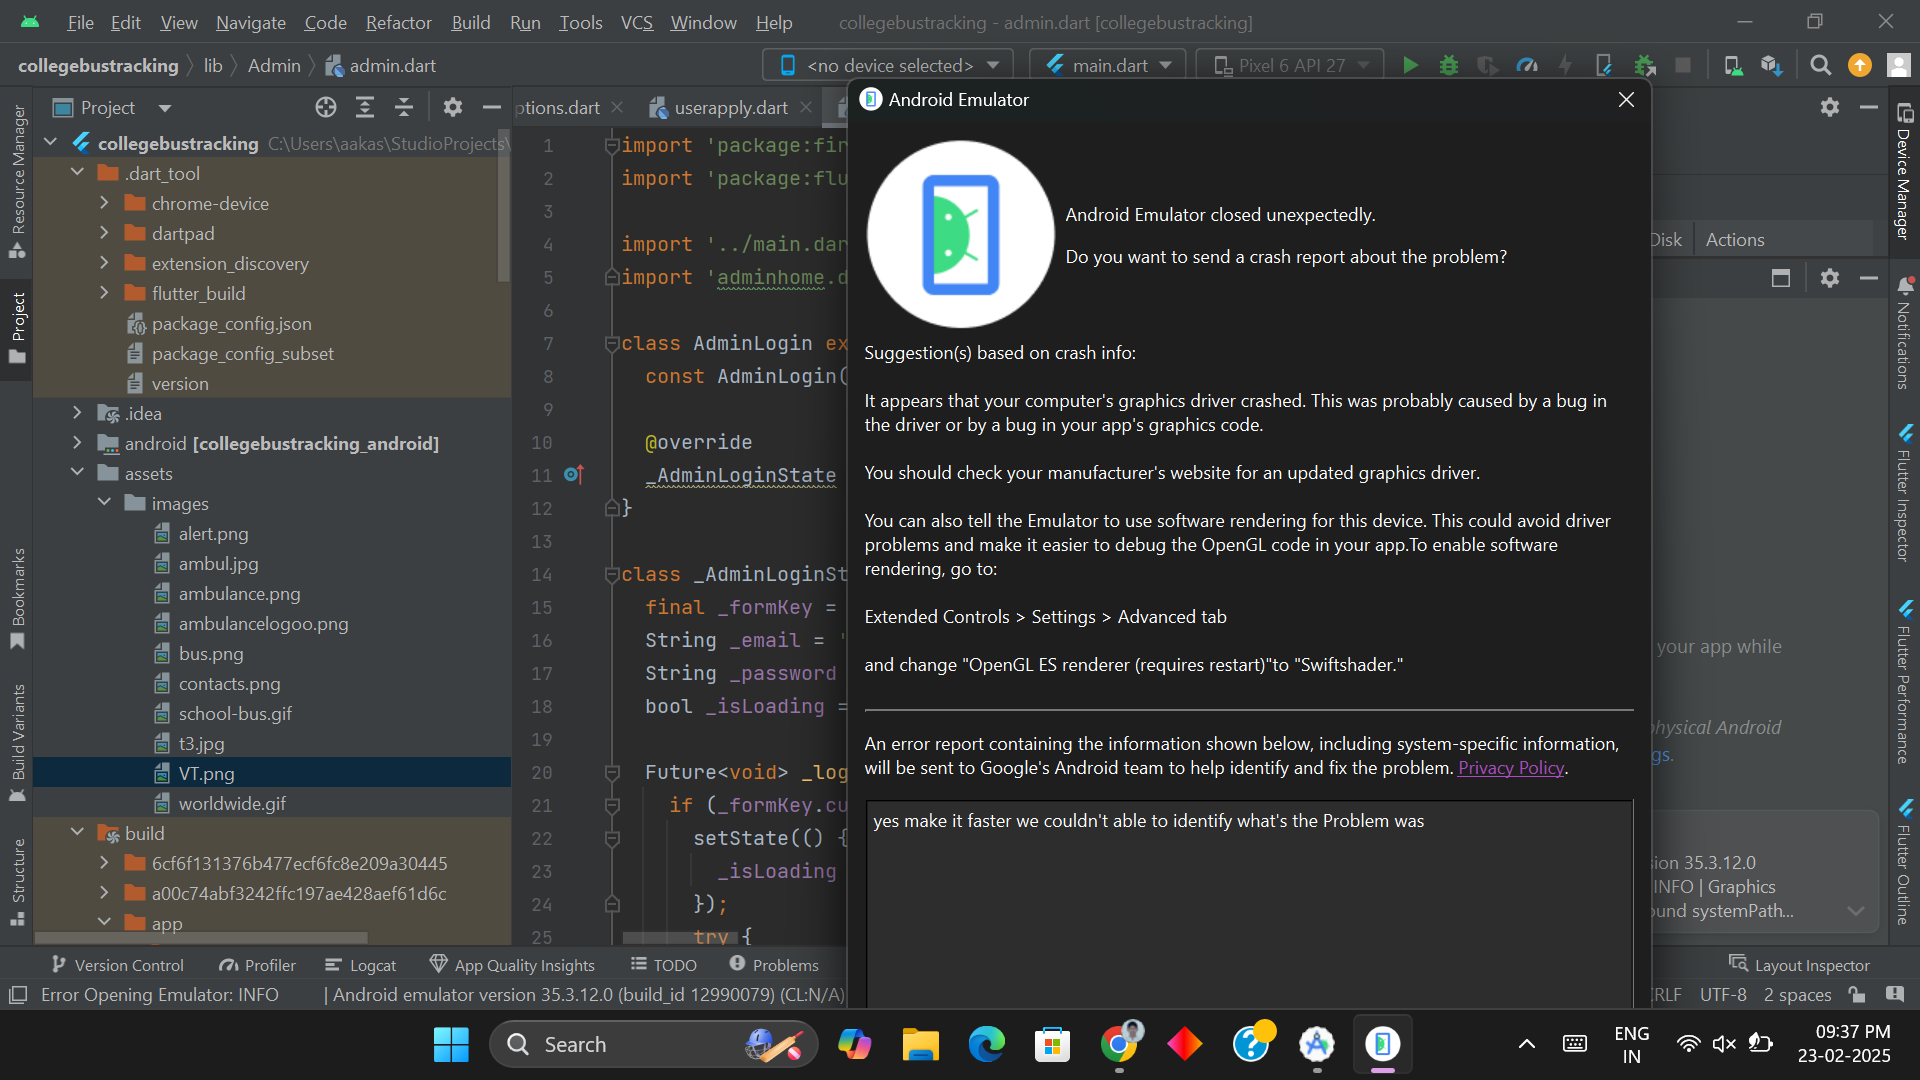 File Edit View Navigate Code Refactor Build Run Tools VCS Window Help collegebustracking - admin.dart [collegebustracking]
collegebustracking lib Admin admin.dart <no device selected> main.dart Pixel 6 API 27
Project
ptions.dart userapply.dart
collegebustracking C:\Users\aakas\StudioProjects\
.dart_tool
chrome-device
dartpad
extension_discovery
flutter_build
package_config.json
package_config_subset
version
.idea
android [collegebustracking_android]
assets
images
alert.png
ambul.jpg
ambulance.png
ambulancelogoo.png
bus.png
contacts.png
school-bus.gif
t3.jpg
VT.png
worldwide.gif
build
6cf6f131376b477ecf6fc8e209a30445
a00c74abf3242ffc197ae428aef61d6c
app
Resource Manager
Project
Bookmarks
Build Variants
Structure
1 import 'package:fir
2 import 'package:flu
3
4 import '../main.dar
5 import 'adminhome.d
6
7 class AdminLogin ex
8 const AdminLogin(
9
10 @override
11 _AdminLoginState
12 }
13
14 class _AdminLoginSt
15 final _formKey =
16 String _email = '
17 String _password
18 bool _isLoading =
19
20 Future<void> _log
21 if (_formKey.cu
22 setState(() {
23 _isLoading
24 });
25 try {
Android Emulator
Android Emulator closed unexpectedly.
Do you want to send a crash report about the problem?
Suggestion(s) based on crash info:
It appears that your computer's graphics driver crashed. This was probably caused by a bug in
the driver or by a bug in your app's graphics code.
You should check your manufacturer's website for an updated graphics driver.
You can also tell the Emulator to use software rendering for this device. This could avoid driver
problems and make it easier to debug the OpenGL code in your app.To enable software
rendering, go to:
Extended Controls > Settings > Advanced tab
and change "OpenGL ES renderer (requires restart)"to "Swiftshader."
An error report containing the information shown below, including system-specific information,
will be sent to Google's Android team to help identify and fix the problem. Privacy Policy.
yes make it faster we couldn't able to identify what's the Problem was
Disk Actions
your app while
physical Android
gs.
sion 35.3.12.0
INFO | Graphics
ound systemPath...
Device Manager
Notifications
Flutter Inspector
Flutter Performance
Flutter Outline
Version Control Profiler Logcat App Quality Insights TODO Problems Layout Inspector
Error Opening Emulator: INFO | Android emulator version 35.3.12.0 (build_id 12990079) (CL:N/A) CRLF UTF-8 2 spaces
Search
ENG
IN
09:37 PM
23-02-2025